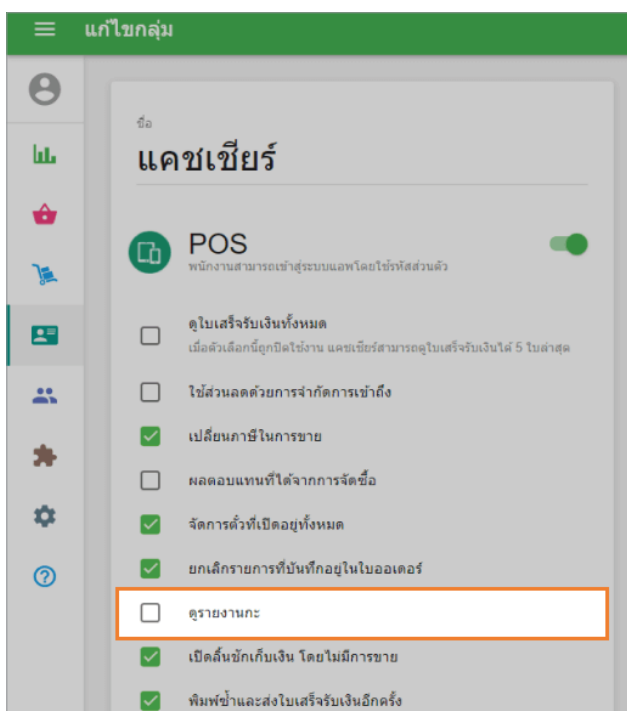 แก้ไขกลุ่ม
ชื่อ
แคชเชียร์
POS
พนักงานสามารถเข้าสู่ระบบแอพโดยใช้รหัสส่วนตัว
ดูใบเสร็จรับเงินทั้งหมด
เมื่อตัวเลือกนี้ถูกปิดใช้งาน แคชเชียร์สามารถดูใบเสร็จรับเงินได้ 5 ใบล่าสุด
ใช้ส่วนลดด้วยการจำกัดการเข้าถึง
เปลี่ยนภาษีในการขาย
ผลตอบแทนที่ได้จากการจัดซื้อ
จัดการตั๋วที่เปิดอยู่ทั้งหมด
ยกเลิกรายการที่บันทึกอยู่ในใบออเดอร์
ดูรายงานกะ
เปิดลิ้นชักเก็บเงิน โดยไม่มีการขาย
พิมพ์ซ้ำและส่งใบเสร็จรับเงินอีกครั้ง